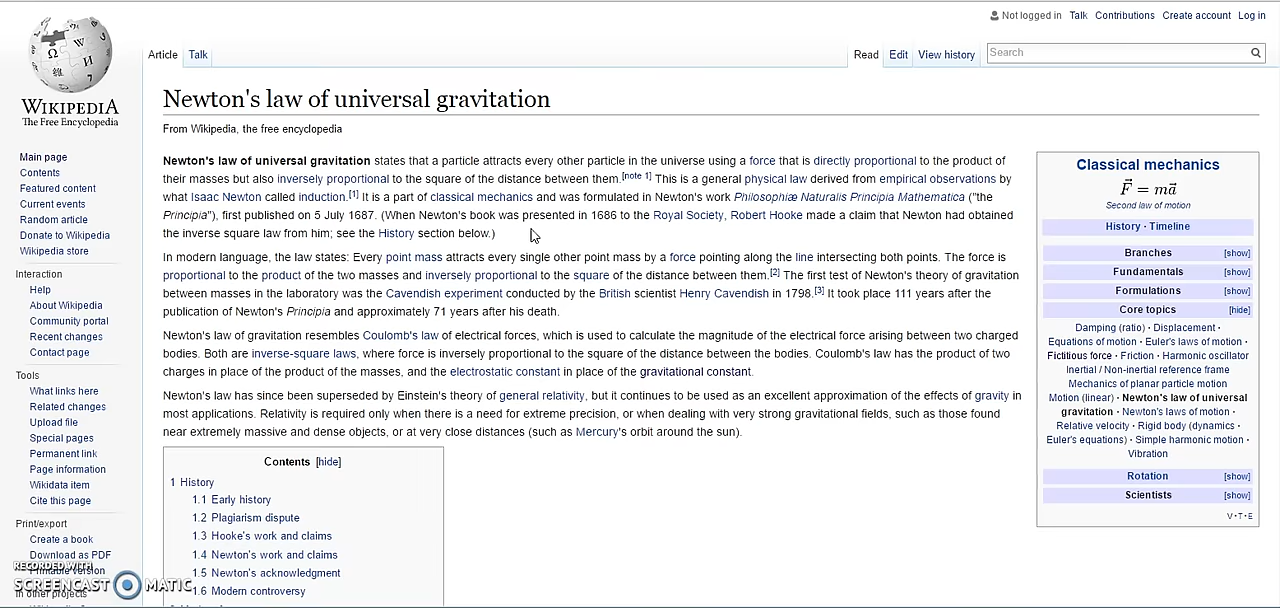 Not logged in Talk Contributions Create account Log in
WIKIPEDIA
The Free Encyclopedia
Article Talk
Read Edit View history
Search
Main page
Contents
Featured content
Current events
Random article
Donate to Wikipedia
Wikipedia store
Interaction
Help
About Wikipedia
Community portal
Recent changes
Contact page
Tools
What links here
Related changes
Upload file
Special pages
Permanent link
Page information
Wikidata item
Cite this page
Print/export
Create a book
Download as PDF
Printable version
In other projects
RECORDED WITH
SCREENCAST MATIC
Newton's law of universal gravitation
From Wikipedia, the free encyclopedia
Newton's law of universal gravitation states that a particle attracts every other particle in the universe using a force that is directly proportional to the product of
their masses but also inversely proportional to the square of the distance between them.[note 1] This is a general physical law derived from empirical observations by
what Isaac Newton called induction.[1] It is a part of classical mechanics and was formulated in Newton's work Philosophiæ Naturalis Principia Mathematica ("the
Principia"), first published on 5 July 1687. (When Newton's book was presented in 1686 to the Royal Society, Robert Hooke made a claim that Newton had obtained
the inverse square law from him; see the History section below.)
In modern language, the law states: Every point mass attracts every single other point mass by a force pointing along the line intersecting both points. The force is
proportional to the product of the two masses and inversely proportional to the square of the distance between them.[2] The first test of Newton's theory of gravitation
between masses in the laboratory was the Cavendish experiment conducted by the British scientist Henry Cavendish in 1798.[3] It took place 111 years after the
publication of Newton's Principia and approximately 71 years after his death.
Newton's law of gravitation resembles Coulomb's law of electrical forces, which is used to calculate the magnitude of the electrical force arising between two charged
bodies. Both are inverse-square laws, where force is inversely proportional to the square of the distance between the bodies. Coulomb's law has the product of two
charges in place of the product of the masses, and the electrostatic constant in place of the gravitational constant.
Newton's law has since been superseded by Einstein's theory of general relativity, but it continues to be used as an excellent approximation of the effects of gravity in
most applications. Relativity is required only when there is a need for extreme precision, or when dealing with very strong gravitational fields, such as those found
near extremely massive and dense objects, or at very close distances (such as Mercury's orbit around the sun).
Contents [hide]
1 History
1.1 Early history
1.2 Plagiarism dispute
1.3 Hooke's work and claims
1.4 Newton's work and claims
1.5 Newton's acknowledgment
1.6 Modern controversy
Classical mechanics
F⃗ = ma⃗
Second law of motion
History · Timeline
Branches [show]
Fundamentals [show]
Formulations [show]
Core topics [hide]
Damping (ratio) · Displacement ·
Equations of motion · Euler's laws of motion ·
Fictitious force · Friction · Harmonic oscillator
Inertial / Non-inertial reference frame
Mechanics of planar particle motion
Motion (linear) · Newton's law of universal
gravitation · Newton's laws of motion ·
Relative velocity · Rigid body (dynamics ·
Euler's equations) · Simple harmonic motion ·
Vibration
Rotation [show]
Scientists [show]
V · T · E